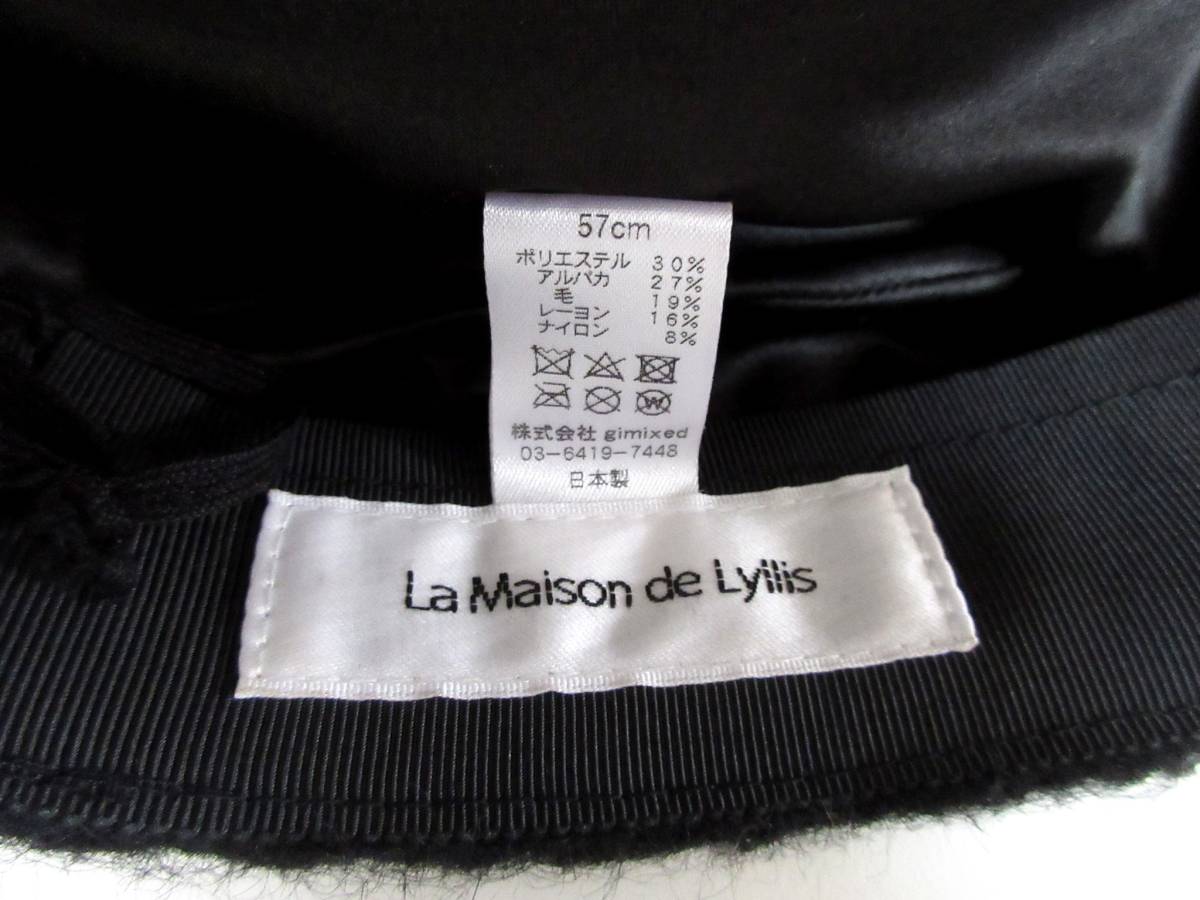 57cm
ポリエステル 30%
アルパカ 27%
毛 19%
レーヨン 16%
ナイロン 8%
W
株式会社 gimixed
03-6419-7448
日本製
La Maison de Lyllis